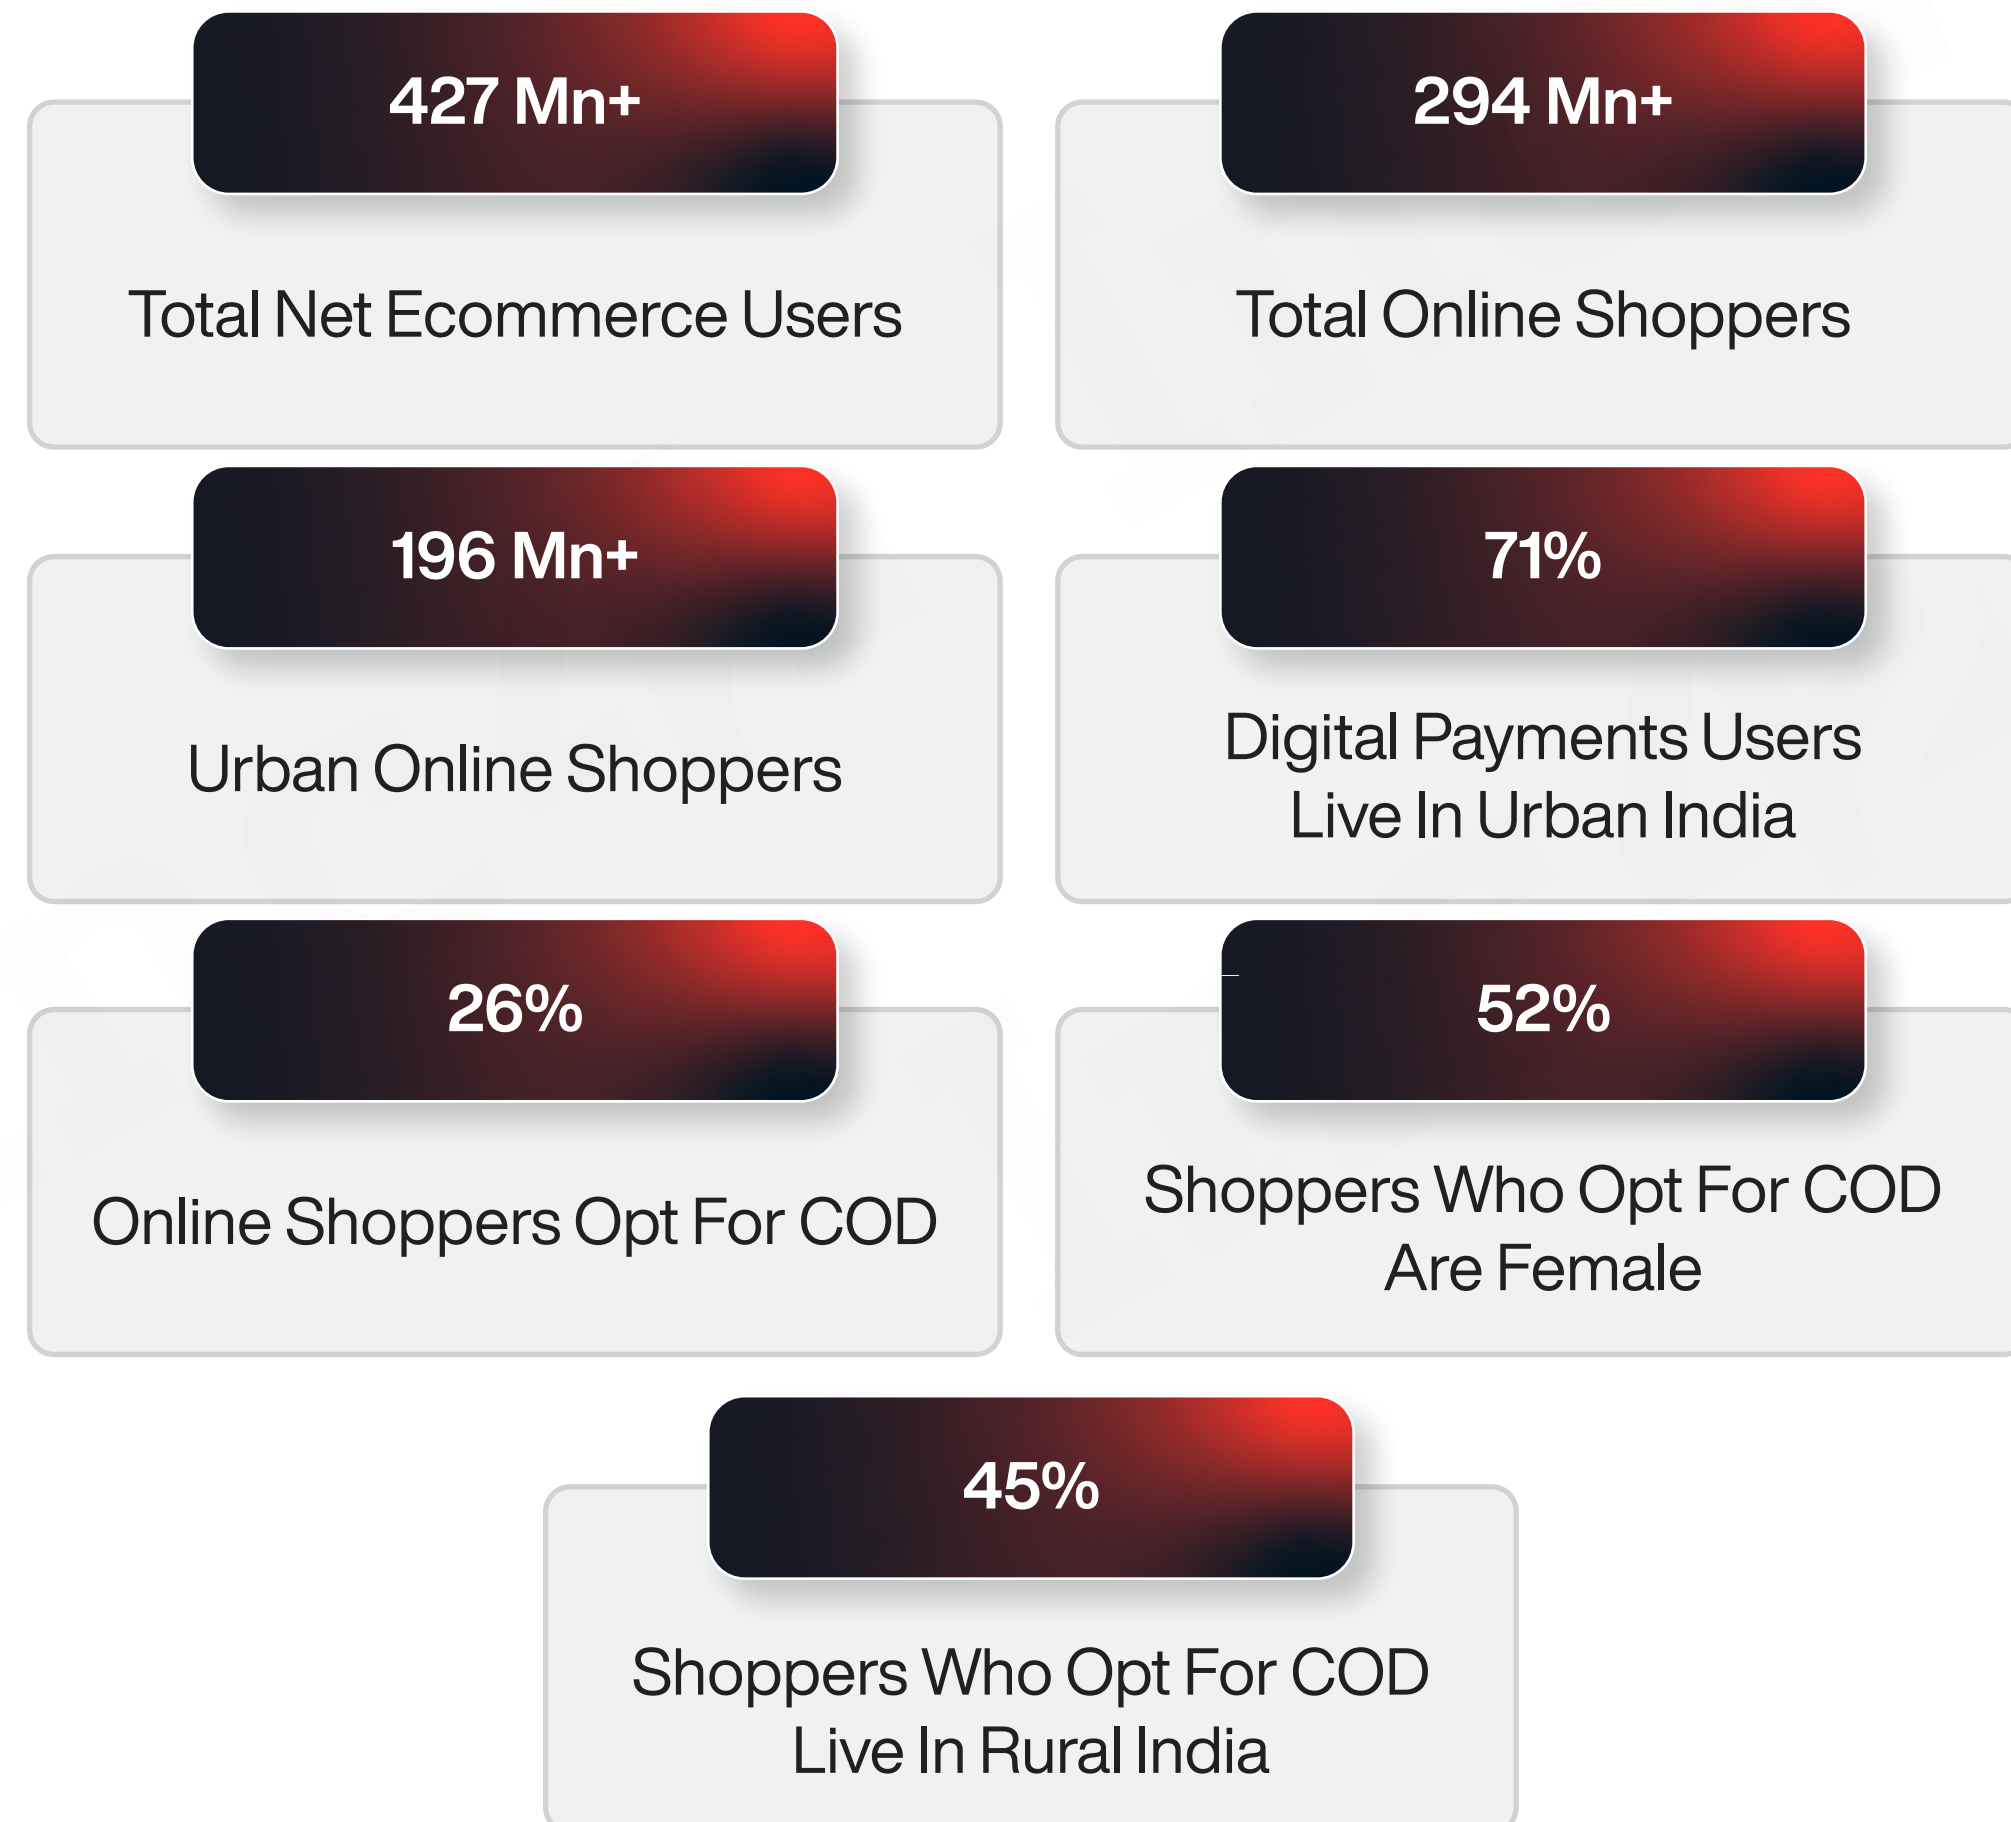 427 Mn+
Total Net Ecommerce Users
294 Mn+
Total Online Shoppers
196 Mn+
Urban Online Shoppers
71%
Digital Payments Users
Live In Urban India
26%
Online Shoppers Opt For COD
52%
Shoppers Who Opt For COD
Are Female
45%
Shoppers Who Opt For COD
Live In Rural India